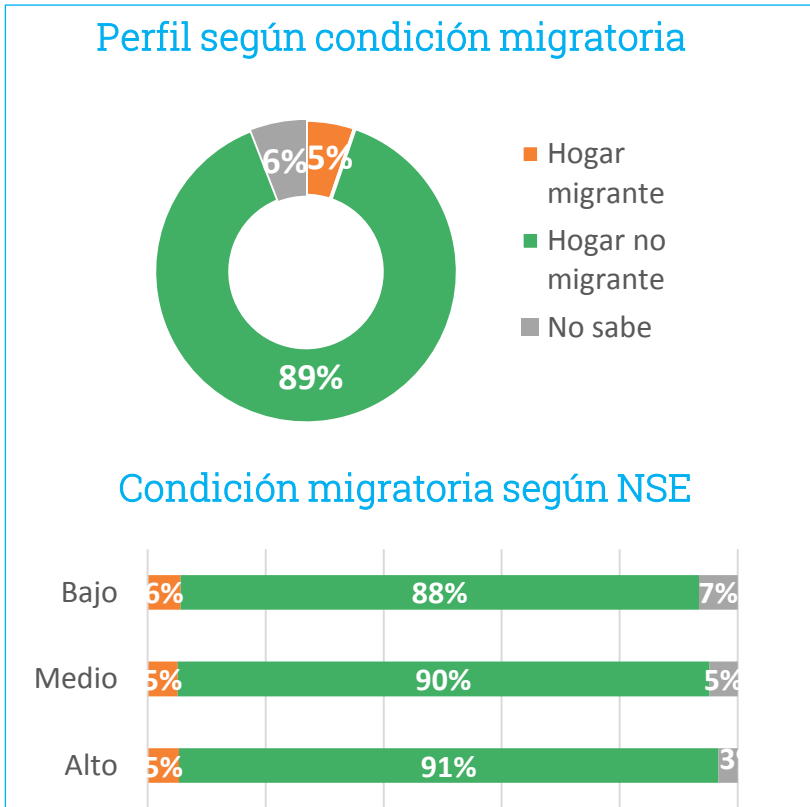 Perfil según condición migratoria
6%
5%
89%
Hogar
migrante
Hogar no
migrante
No sabe
Condición migratoria según NSE
Bajo
6%
88%
7%
Medio
5%
90%
5%
Alto
5%
91%
3%